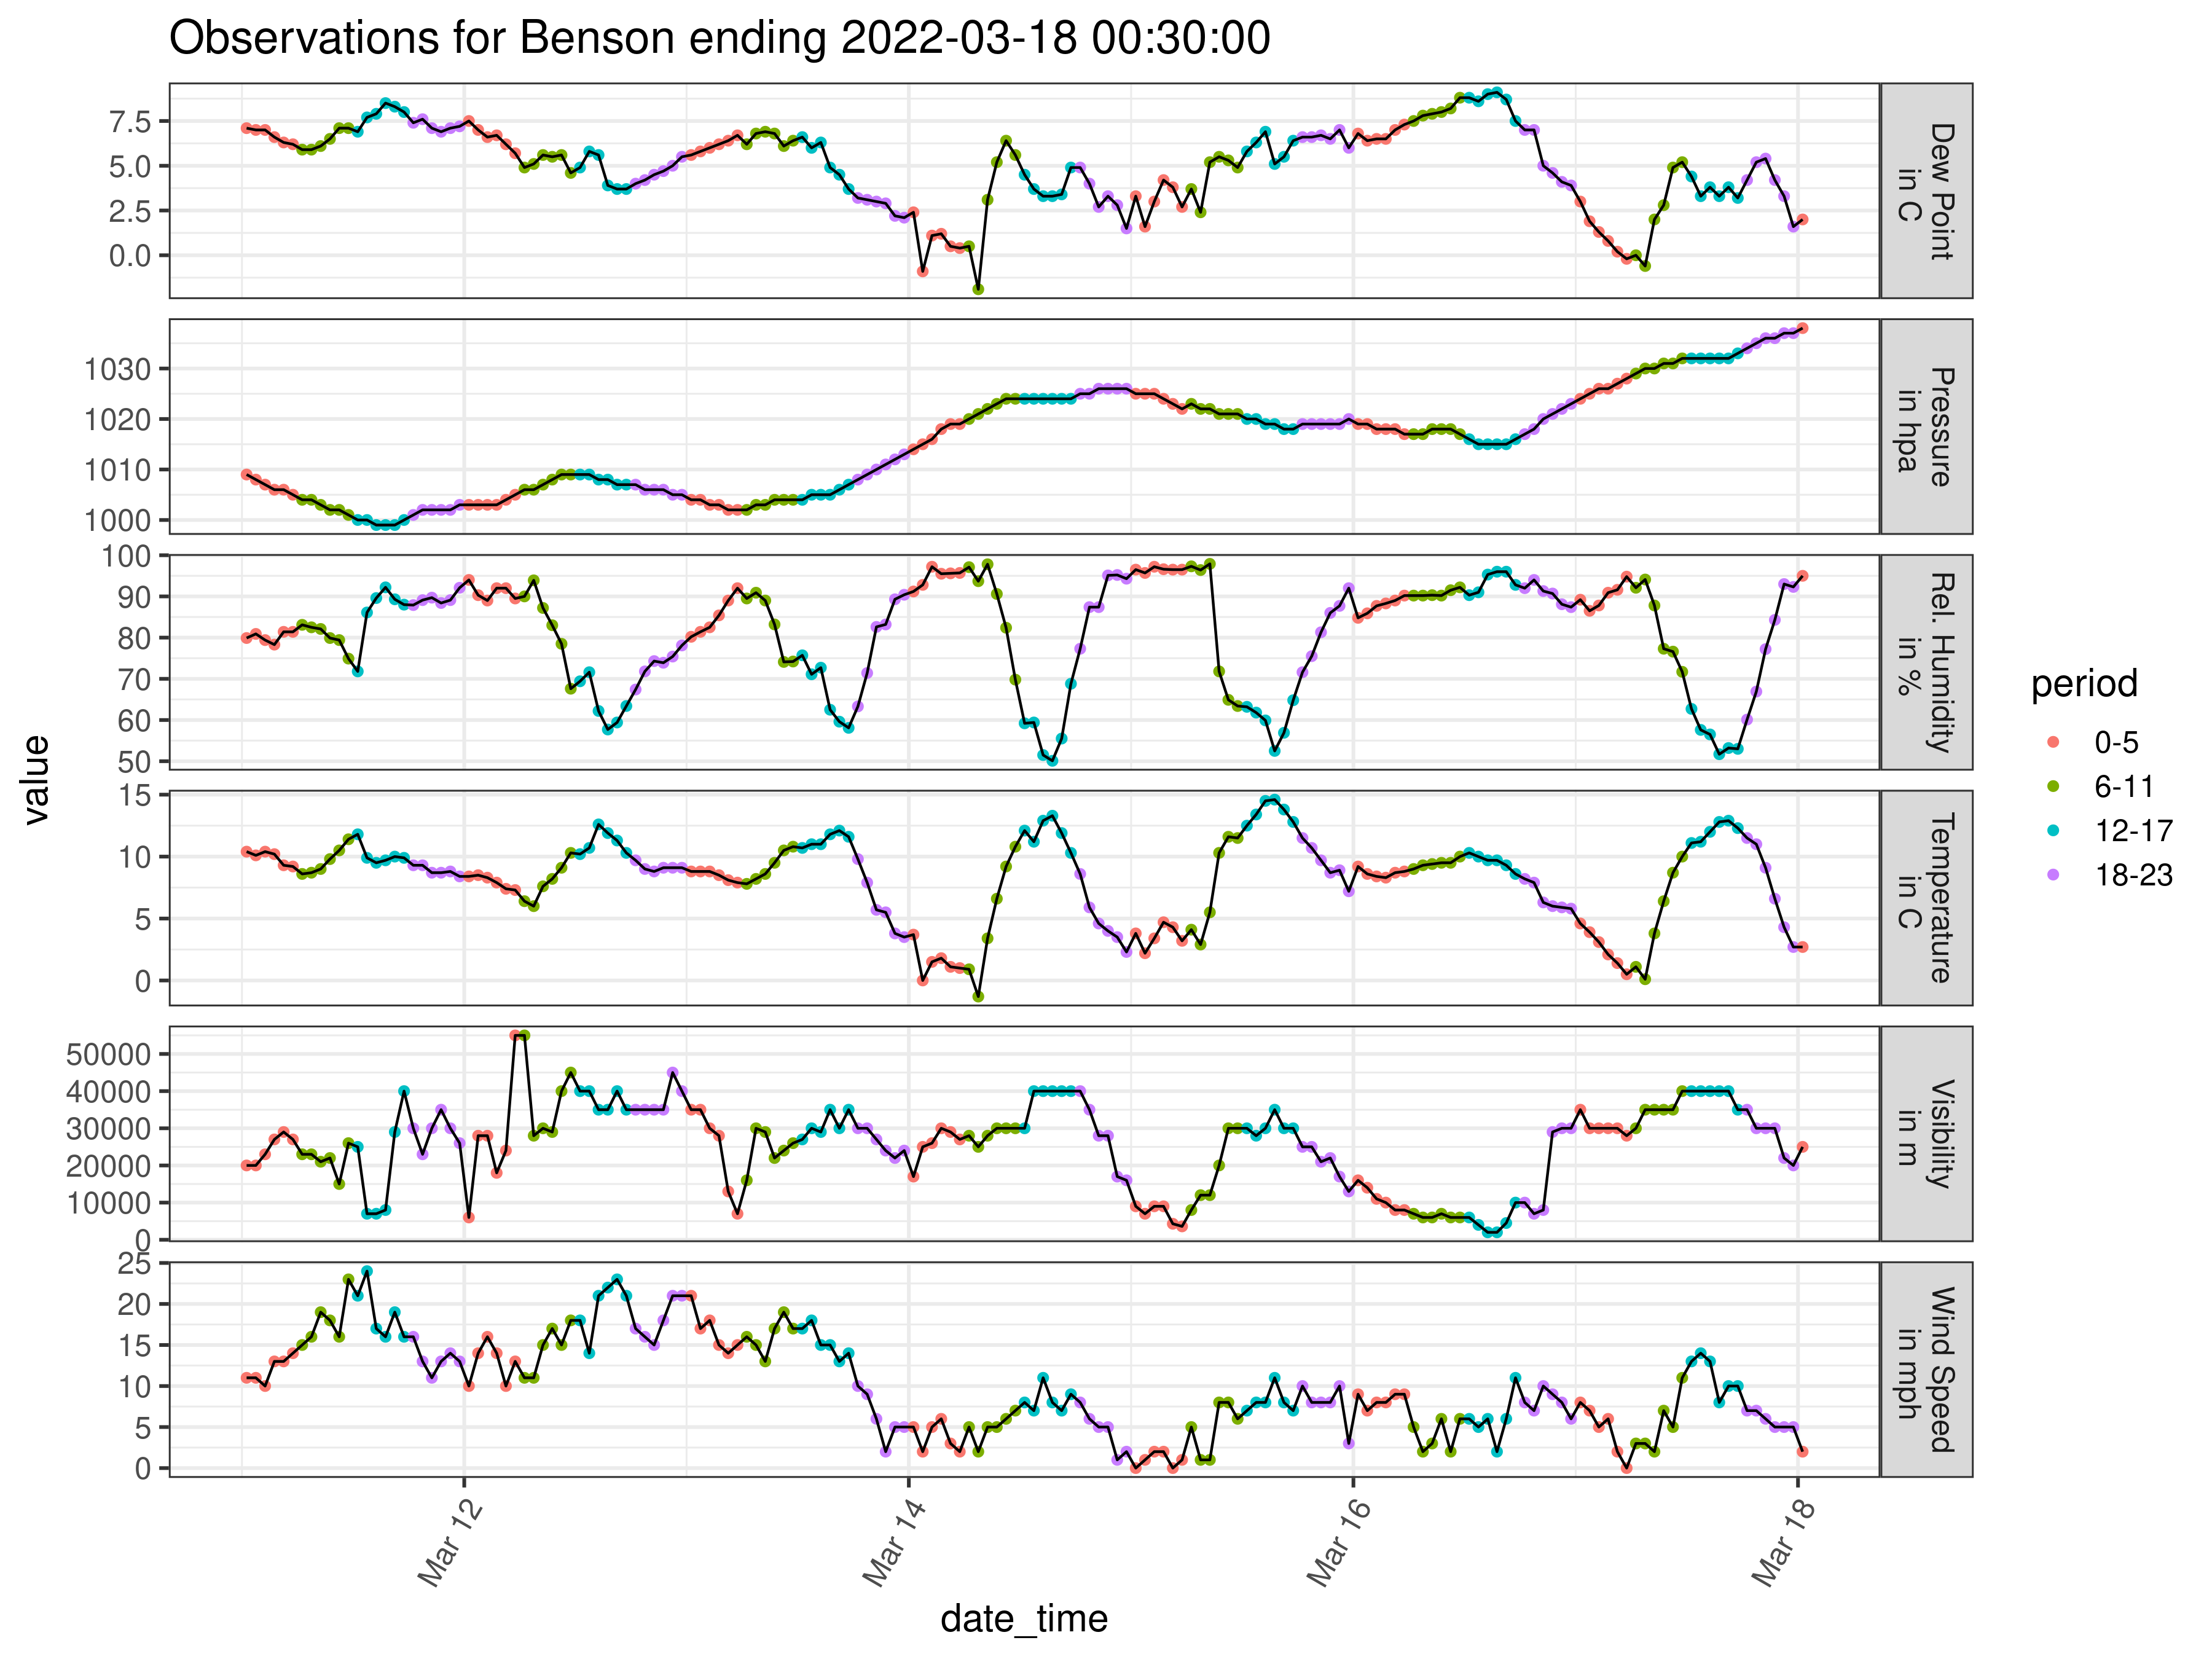 Observations for Benson ending 2022-03-18 00:30:00
7.5
5.0
2.5
0.0
Dew Point
in C
1030
1020
1010
1000
Pressure
in hpa
100
90
80
70
60
50
Rel. Humidity
in %
15
10
5
0
Temperature
in C
50000
40000
30000
20000
10000
0
Visibility
in m
25
20
15
10
5
0
Wind Speed
in mph
value
Mar 12
Mar 14
Mar 16
Mar 18
date_time
period
0-5
6-11
12-17
18-23